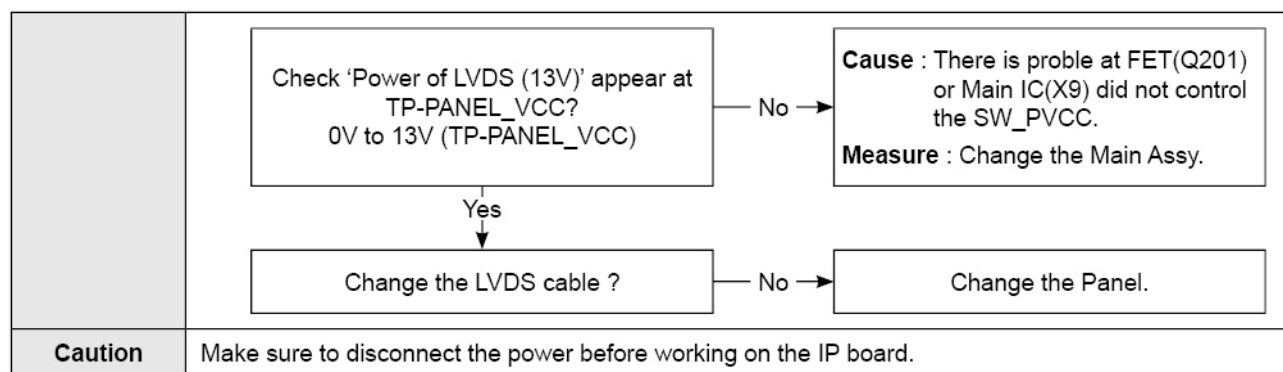 Check ‘Power of LVDS (13V)’ appear at
TP-PANEL_VCC?
0V to 13V (TP-PANEL_VCC)
No
Cause : There is proble at FET(Q201)
or Main IC(X9) did not control
the SW_PVCC.
Measure : Change the Main Assy.
Yes
Change the LVDS cable ?
No
Change the Panel.
Caution
Make sure to disconnect the power before working on the IP board.